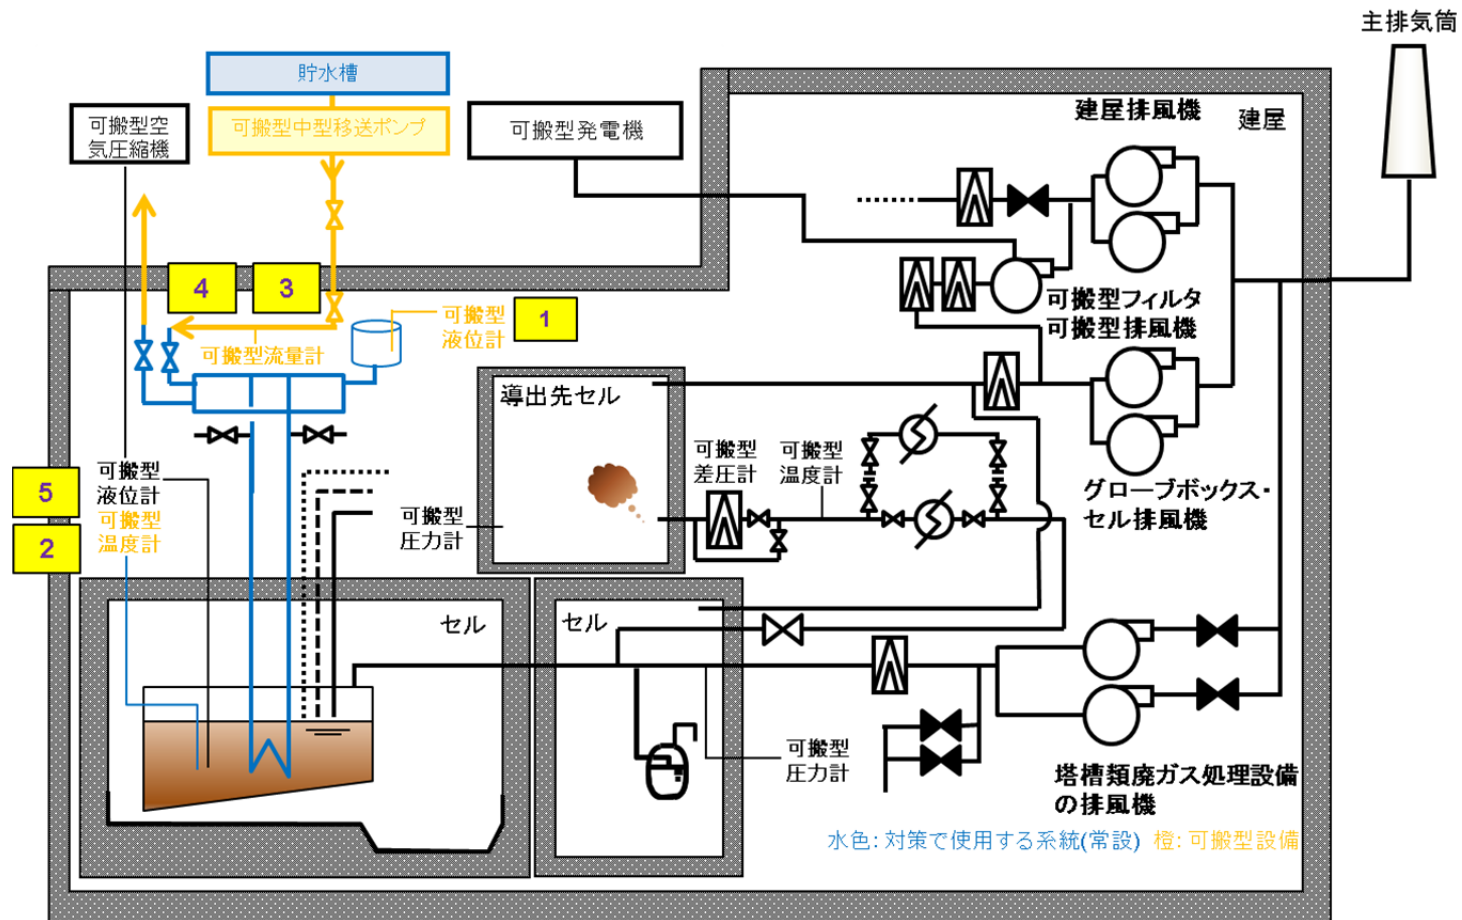 主排気筒
貯水槽
可搬型空
気圧縮機
可搬型中型移送ポンプ
可搬型発電機
建屋排風機
建屋
4
3
可搬型フィルタ
可搬型排風機
可搬型
液位計
1
可搬型流量計
導出先セル
可搬型
差圧計
可搬型
温度計
グローブボックス・
セル排風機
5
可搬型
液位計
2
可搬型
温度計
可搬型
圧力計
セル
セル
可搬型
圧力計
塔槽類廃ガス処理設備
の排風機
水色: 対策で使用する系統(常設) 橙: 可搬型設備